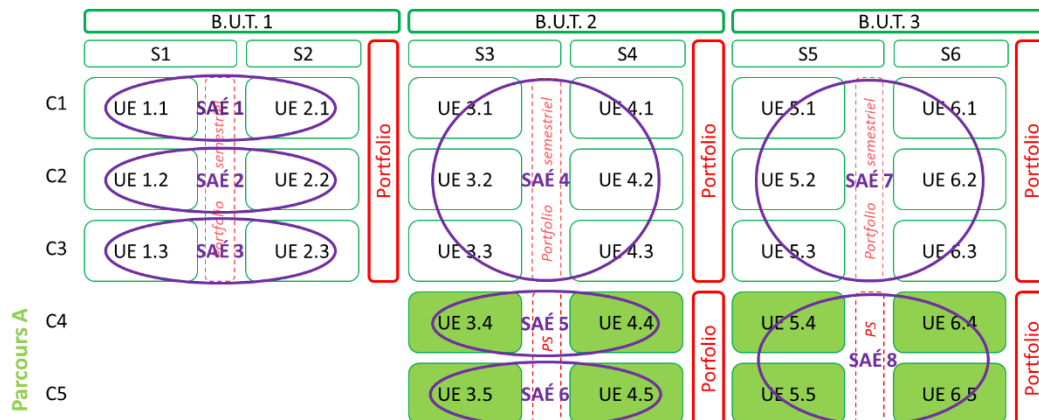 B.U.T. 1 B.U.T. 2 B.U.T. 3
S1 S2 S3 S4 S5 S6
C1 UE 1.1 SAÉ 1 UE 2.1 UE 3.1 UE 4.1 UE 5.1 UE 6.1
C2 UE 1.2 SAÉ 2 UE 2.2 UE 3.2 SAÉ 4 UE 4.2 UE 5.2 SAÉ 7 UE 6.2
C3 UE 1.3 SAÉ 3 UE 2.3 UE 3.3 UE 4.3 UE 5.3 UE 6.3
Portfolio semestriel
Portfolio
Portfolio semestriel
Portfolio
Portfolio semestriel
Portfolio
Parcours A
C4 UE 3.4 SAÉ 5 UE 4.4 UE 5.4 UE 6.4
PS
PS
SAÉ 8
C5 UE 3.5 SAÉ 6 UE 4.5 UE 5.5 UE 6.5
Porfolio
Portfolio